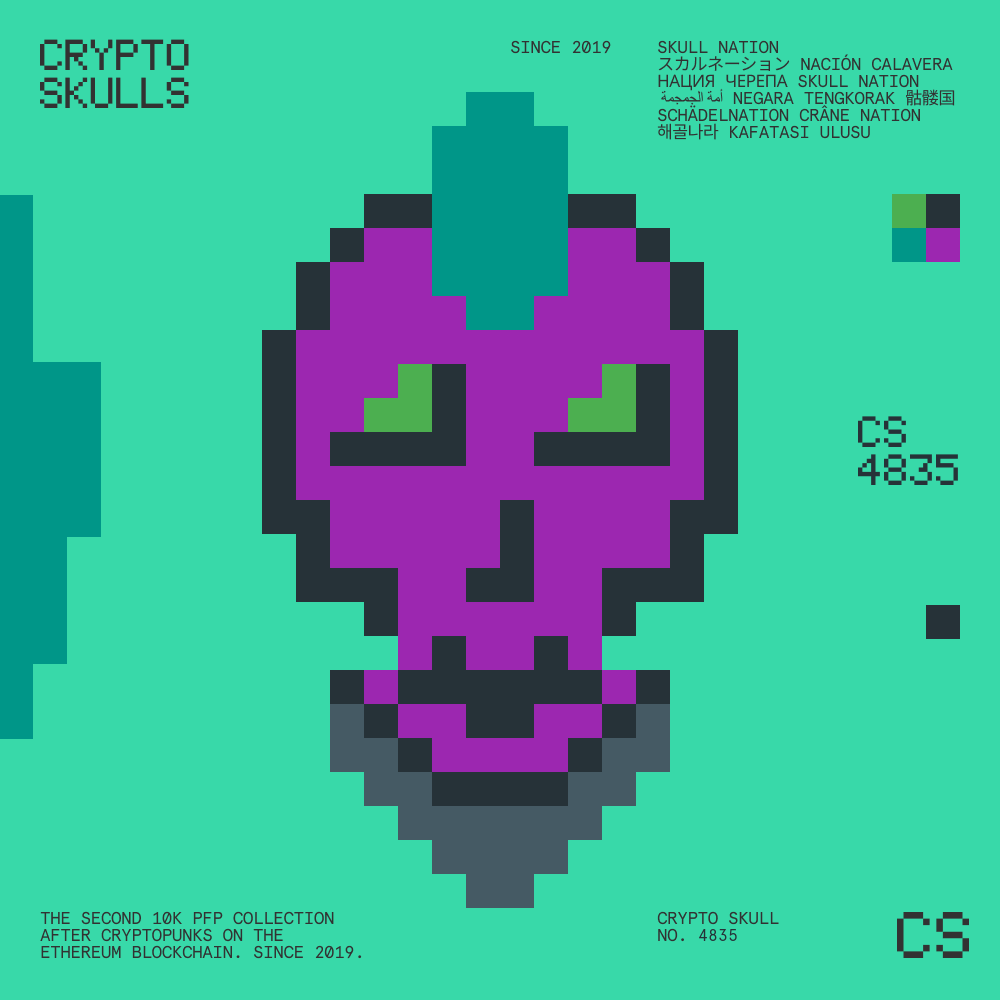 CRYPTO
SKULLS
SINCE 2019
SKULL NATION
スカルネーション NACIÓN CALAVERA
НАЦИЯ ЧЕРЕПА SKULL NATION
أمة الجمجمة NEGARA TENGKORAK 骷髅国
SCHÄDELNATION CRÂNE NATION
해골나라 KAFATASI ULUSU
CS
4835
THE SECOND 10K PFP COLLECTION
AFTER CRYPTOPUNKS ON THE
ETHEREUM BLOCKCHAIN. SINCE 2019.
CRYPTO SKULL
NO. 4835
CS